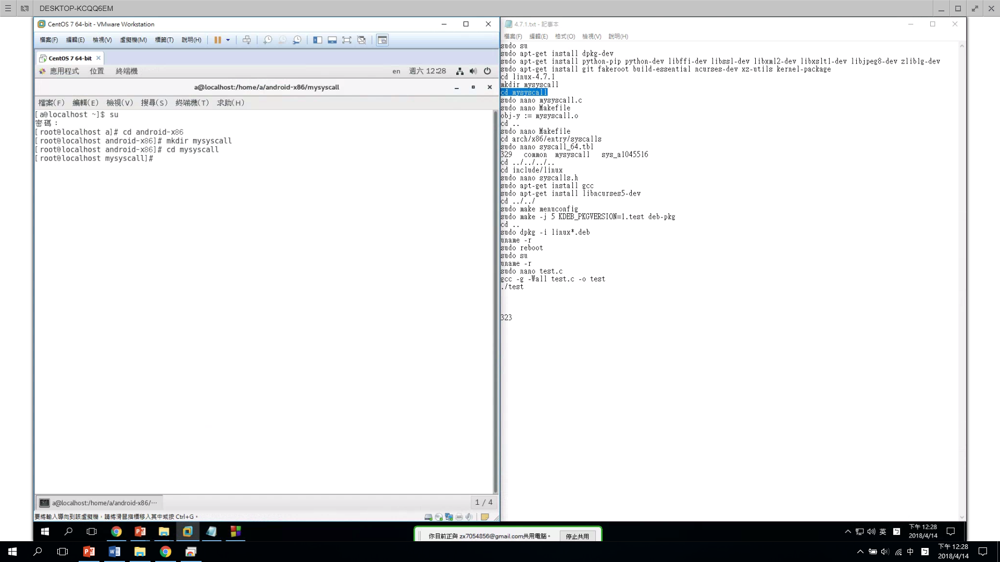 DESKTOP-KCQQ6EM
CentOS 7 64-bit - VMware Workstation
檔案(F) 編輯(E) 檢視(V) 虛擬機(M) 標籤(T) 說明(H)
CentOS 7 64-bit
應用程式 位置 終端機 en 週六 12:28
a@localhost:/home/a/android-x86/mysyscall
檔案(F) 編輯(E) 檢視(V) 搜尋(S) 終端機(T) 求助(H)
[a@localhost ~]$ su
密碼：
[root@localhost a]# cd android-x86
[root@localhost android-x86]# mkdir mysyscall
[root@localhost android-x86]# cd mysyscall
[root@localhost mysyscall]#
a@localhost:/home/a/android-x86/···
1 / 4
要將輸入導向到該虛擬機，請將滑鼠指標移入其中或按 Ctrl+G。
4.7.1.txt - 記事本
檔案(F) 編輯(E) 格式(O) 檢視(V) 說明(H)
sudo su
sudo apt-get install dpkg-dev
sudo apt-get install python-pip python-dev libffi-dev libssl-dev libxml2-dev libxslt1-dev libjpeg8-dev zlib1g-dev
sudo apt-get install git fakeroot build-essential ncurses-dev xz-utils kernel-package
cd linux-4.7.1
mkdir mysyscall
cd mysyscall
sudo nano mysyscall.c
sudo nano Makefile
obj-y := mysyscall.o
cd ..
sudo nano Makefile
cd arch/x86/entry/syscalls
sudo nano syscall_64.tbl
329 common mysyscall sys_a1045516
cd ../../../..
cd include/linux
sudo nano syscalls.h
sudo apt-get install gcc
sudo apt-get install libncurses5-dev
cd ../../
sudo make menuconfig
sudo make -j 5 KDEB_PKGVERSION=1.test deb-pkg
cd ..
sudo dpkg -i linux*.deb
uname -r
sudo reboot
sudo su
uname -r
sudo nano test.c
gcc -g -Wall test.c -o test
./test
323
你目前正與 zx7054856@gmail.com共用電腦。 停止共用
英
下午 12:28
2018/4/14
中
下午 12:28
2018/4/14